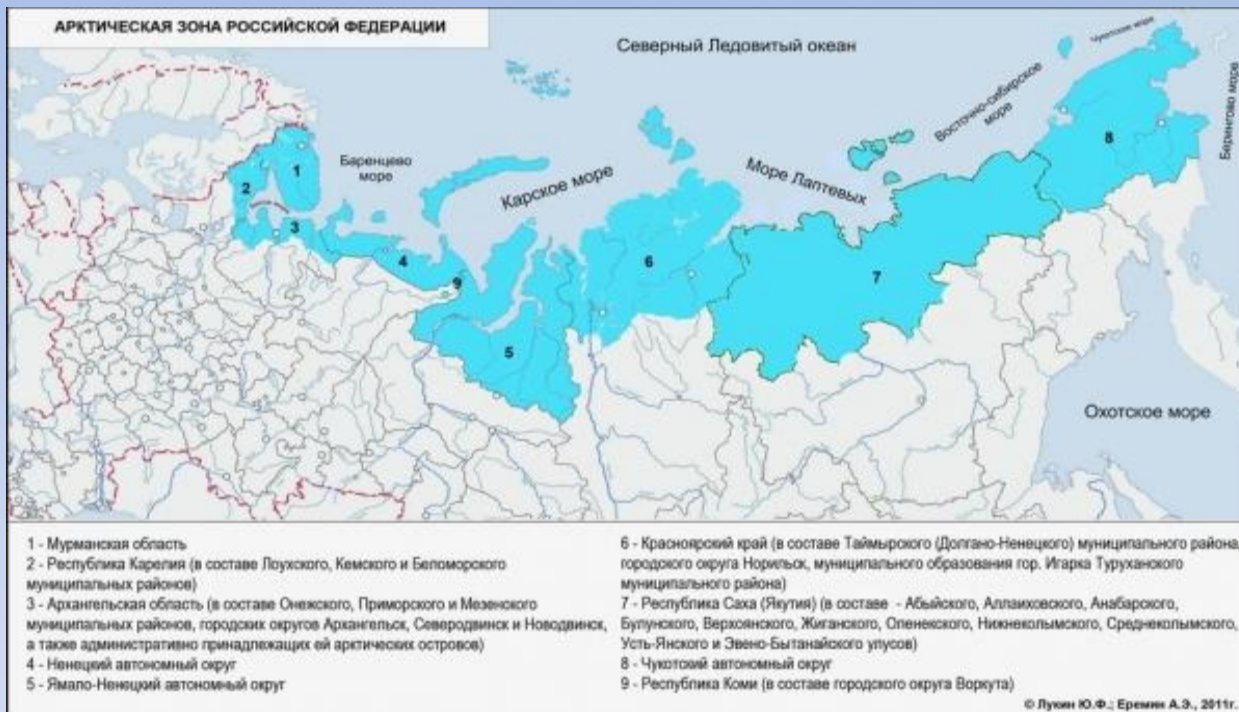 АРКТИЧЕСКАЯ ЗОНА РОССИЙСКОЙ ФЕДЕРАЦИИ
Северный Ледовитый океан
Чукотское море
Берингово море
Восточно-сибирское
море
Баренцево
море
Карское море
Море Лаптевых
Охотское море
1
2
3
4
9
5
6
7
8
1 - Мурманская область
2 - Республика Карелия (в составе Лоухского, Кемского и Беломорского
муниципальных районов)
3 - Архангельская область (в составе Онежского, Приморского и Мезенского
муниципальных районов, городских округов Архангельск, Северодвинск и Новодвинск,
а также административно принадлежащих ей арктических островов)
4 - Ненецкий автономный округ
5 - Ямало-Ненецкий автономный округ
6 - Красноярский край (в составе Таймырского (Долгано-Ненецкого) муниципального района,
городского округа Норильск, муниципального образования гор. Игарка Туруханского
муниципального района)
7 - Республика Саха (Якутия) (в составе - Абыйского, Аллаиховского, Анабарского,
Булунского, Верхоянского, Жиганского, Оленекского, Нижнеколымского, Среднеколымского,
Усть-Янского и Эвено-Бытанайского улусов)
8 - Чукотский автономный округ
9 - Республика Коми (в составе городского округа Воркута)
© Лукин Ю.Ф.; Еремин А.Э., 2011г.